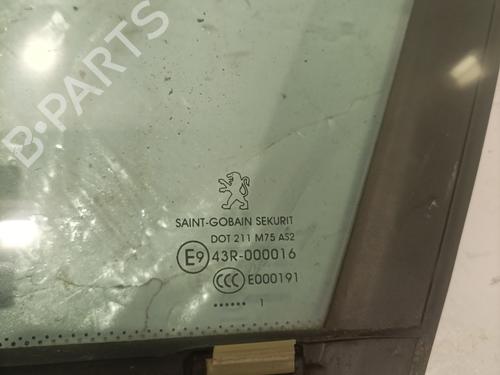 B-PARTS
SAINT-GOBAIN SEKURIT
DOT 211 M75 AS2
E9 43R-000016
CCC E000191
...... 1